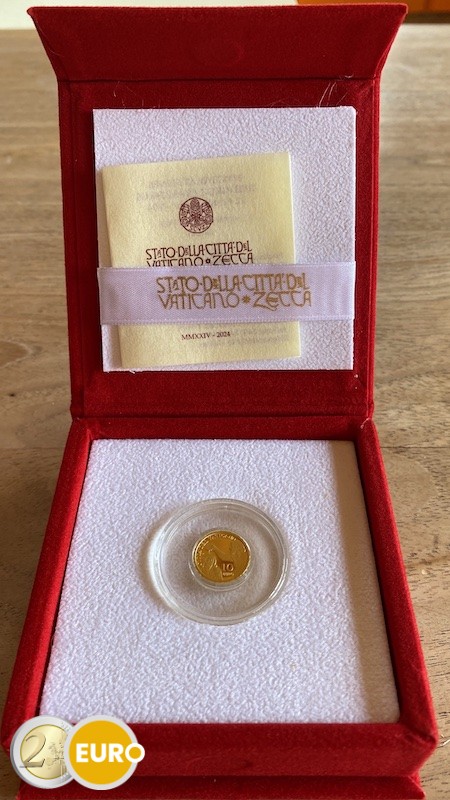 STATO·DELLA·CITTA·DEL
VATICANO * ZECCA
STATO·DELLA·CITTA·DEL
VATICANO * ZECCA
MMXXIV - 2024
10
2 EURO